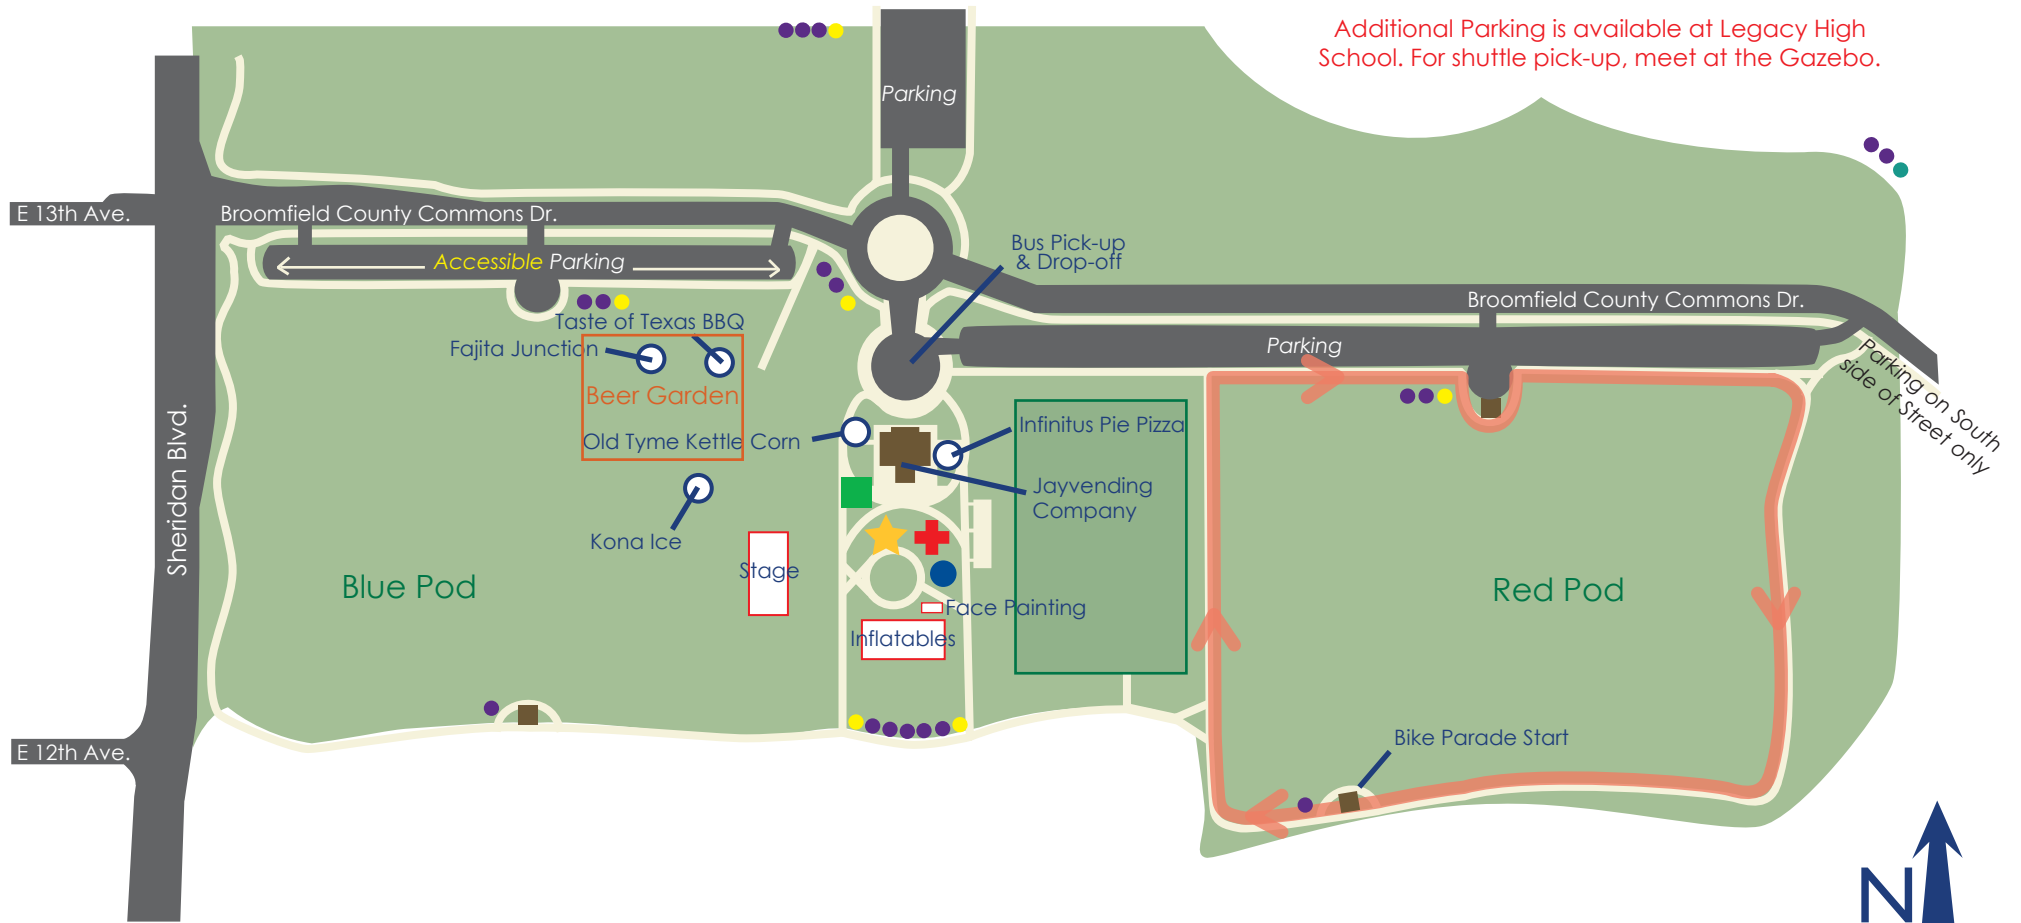 Additional Parking is available at Legacy High
School. For shuttle pick-up, meet at the Gazebo.
Parking
E 13th Ave.
Broomfield County Commons Dr.
Accessible Parking
Bus Pick-up
& Drop-off
Broomfield County Commons Dr.
Parking
Parking on South
side of Street only
Taste of Texas BBQ
Fajita Junction
Beer Garden
Old Tyme Kettle Corn
Infinitus Pie Pizza
Jayvending
Company
Kona Ice
Sheridan Blvd.
Stage
Blue Pod
Red Pod
Face Painting
Inflatables
Bike Parade Start
E 12th Ave.
N